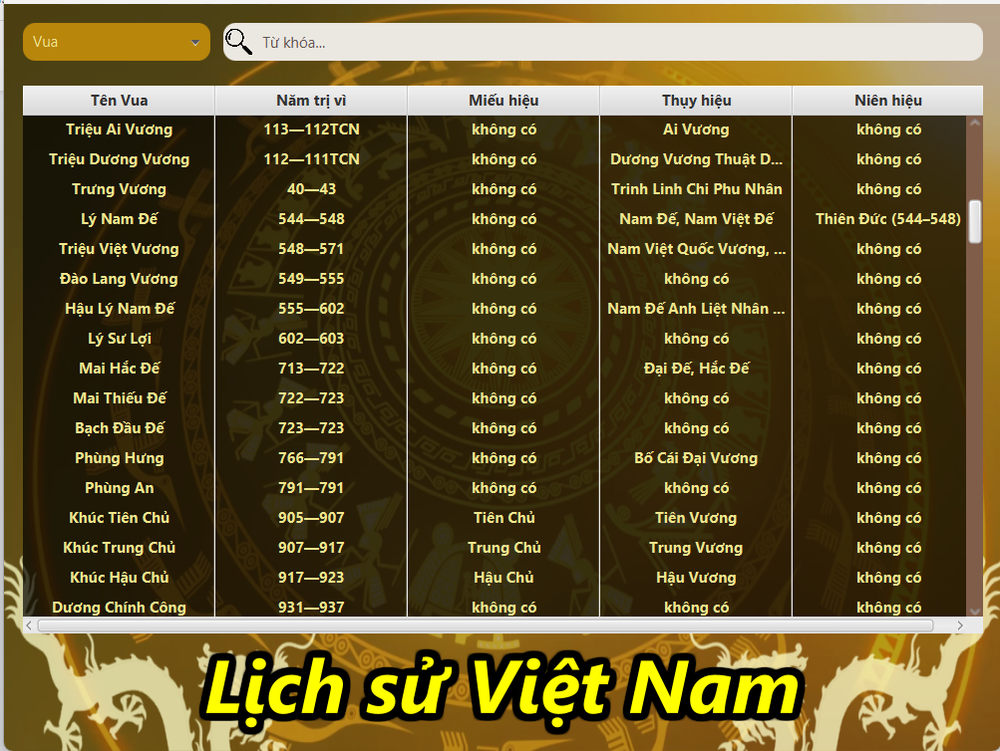 Vua
Từ khóa...
Tên Vua Năm trị vì Miếu hiệu Thụy hiệu Niên hiệu
Triệu Ai Vương 113—112TCN không có Ai Vương không có
Triệu Dương Vương 112—111TCN không có Dương Vương Thuật D... không có
Trưng Vương 40—43 không có Trinh Linh Chi Phu Nhân không có
Lý Nam Đế 544—548 không có Nam Đế, Nam Việt Đế Thiên Đức (544–548)
Triệu Việt Vương 548—571 không có Nam Việt Quốc Vương, ... không có
Đào Lang Vương 549—555 không có không có không có
Hậu Lý Nam Đế 555—602 không có Nam Đế Anh Liệt Nhân ... không có
Lý Sư Lợi 602—603 không có không có không có
Mai Hắc Đế 713—722 không có Đại Đế, Hắc Đế không có
Mai Thiếu Đế 722—723 không có không có không có
Bạch Đầu Đế 723—723 không có không có không có
Phùng Hưng 766—791 không có Bố Cái Đại Vương không có
Phùng An 791—791 không có không có không có
Khúc Tiên Chủ 905—907 Tiên Chủ Tiên Vương không có
Khúc Trung Chủ 907—917 Trung Chủ Trung Vương không có
Khúc Hậu Chủ 917—923 Hậu Chủ Hậu Vương không có
Dương Chính Công 931—937 không có không có không có
Lịch sử Việt Nam